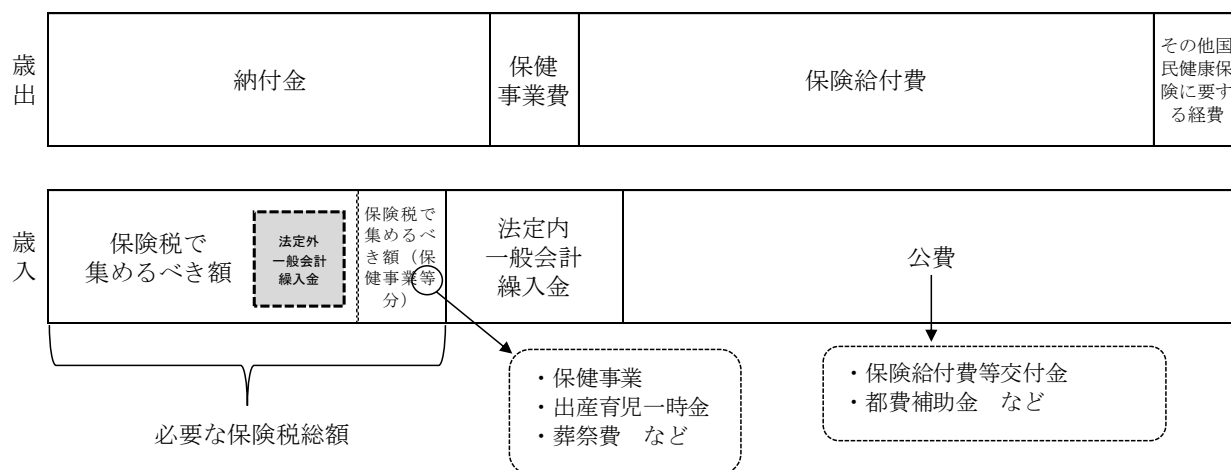 歳
出
納付金
保健
事業費
保険給付費
その他国
民健康保
険に要す
る経費
歳
入
保険税で
集めるべき額
法定外
一般会計
繰入金
保険税で
集めるべ
き額（保
健事業等
分）
法定内
一般会計
繰入金
公費
必要な保険税総額
・保健事業
・出産育児一時金
・葬祭費　など
・保険給付費等交付金
・都費補助金　など